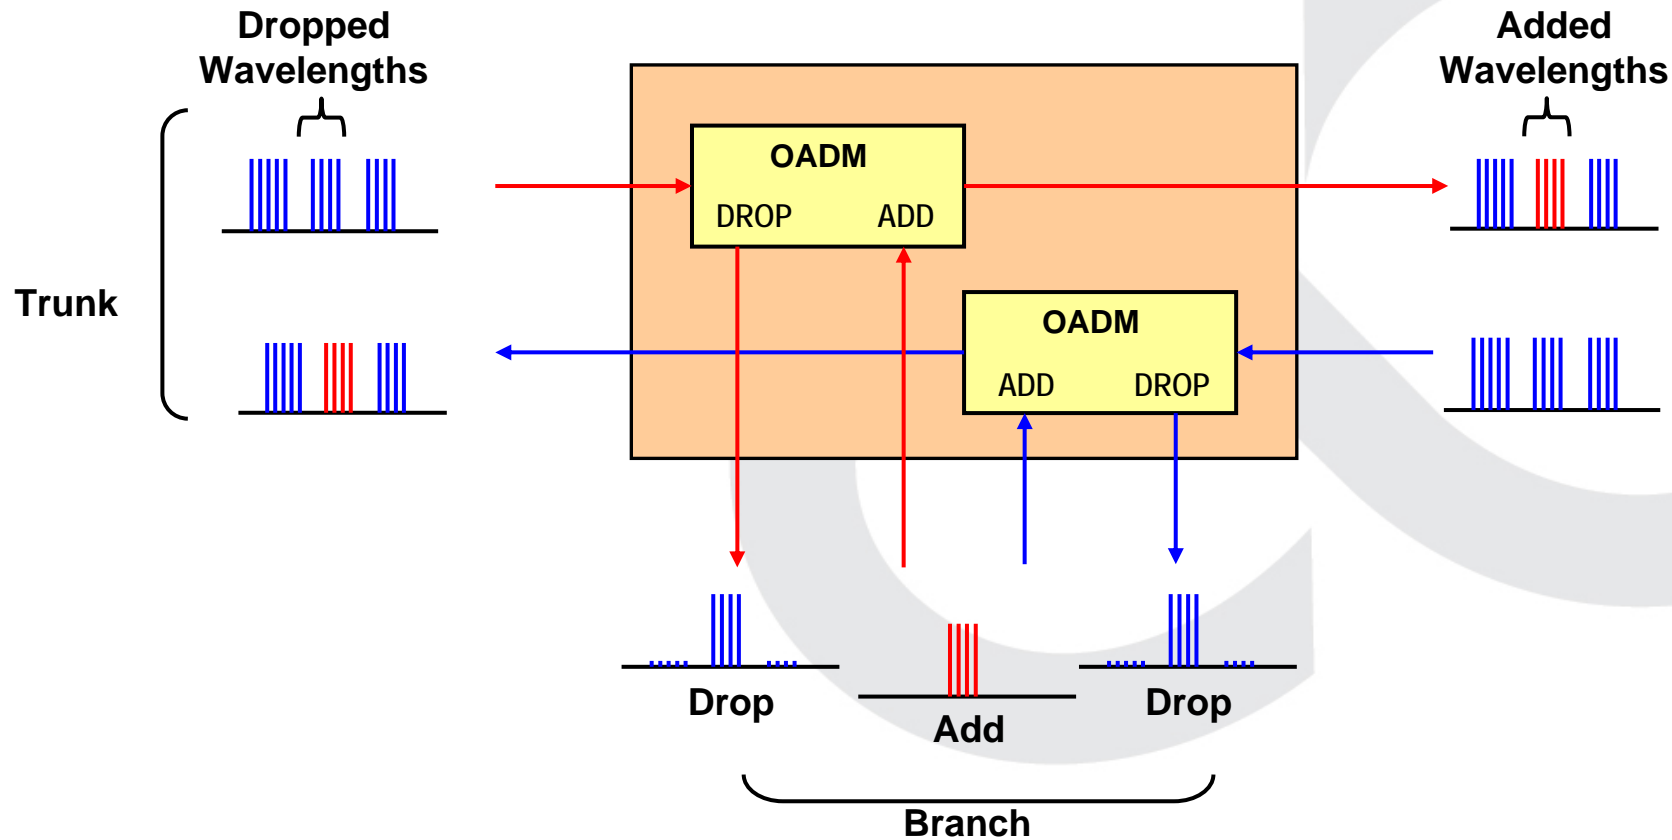 Dropped
Wavelengths
Added
Wavelengths
OADM
DROP ADD
Trunk
OADM
ADD DROP
Drop
Add
Drop
Branch